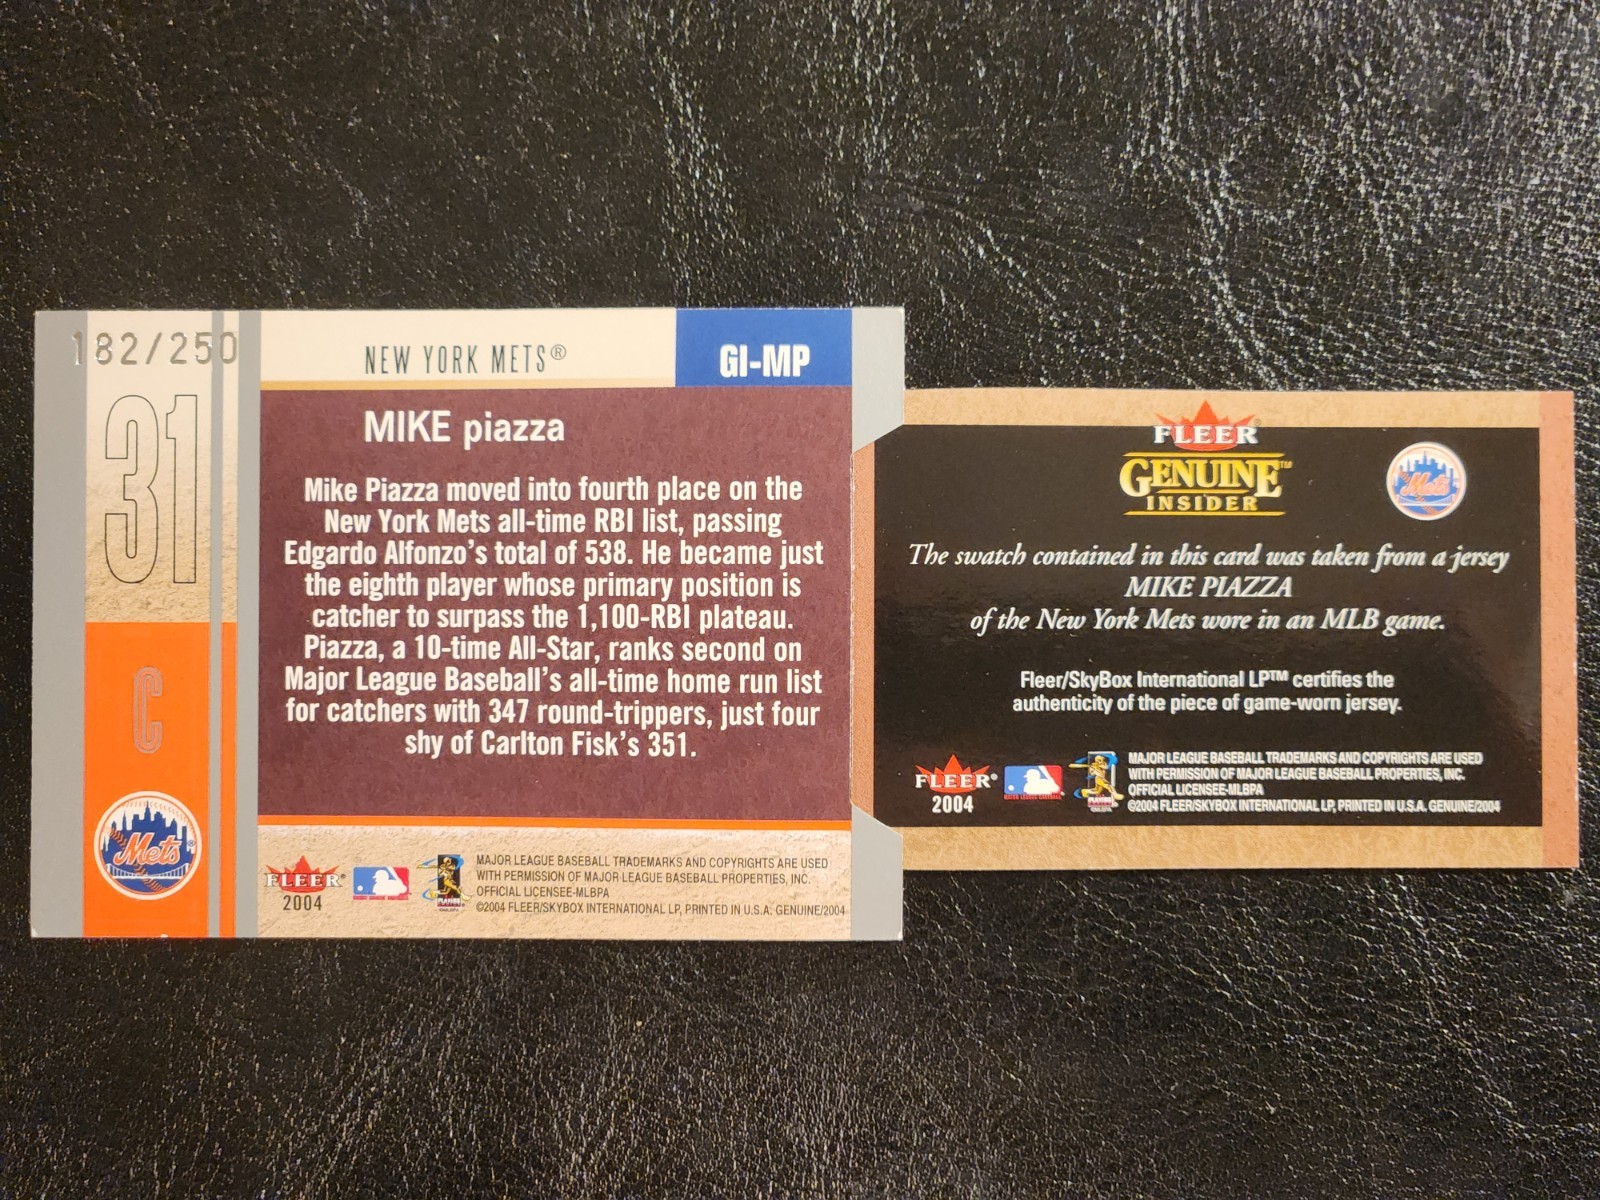 182/250
31
C
Mets
NEW YORK METS®
GI-MP
MIKE piazza
Mike Piazza moved into fourth place on the
New York Mets all-time RBI list, passing
Edgardo Alfonzo's total of 538. He became just
the eighth player whose primary position is
catcher to surpass the 1,100-RBI plateau.
Piazza, a 10-time All-Star, ranks second on
Major League Baseball's all-time home run list
for catchers with 347 round-trippers, just four
shy of Carlton Fisk's 351.
FLEER®
2004
MAJOR LEAGUE BASEBALL TRADEMARKS AND COPYRIGHTS ARE USED
WITH PERMISSION OF MAJOR LEAGUE BASEBALL PROPERTIES, INC.
OFFICIAL LICENSEE-MLBPA
©2004 FLEER/SKYBOX INTERNATIONAL LP, PRINTED IN U.S.A. GENUINE/2004
FLEER
GENUINE™
INSIDER
Mets
The swatch contained in this card was taken from a jersey
MIKE PIAZZA
of the New York Mets wore in an MLB game.
Fleer/SkyBox International LP™ certifies the
authenticity of the piece of game-worn jersey.
FLEER®
2004
MAJOR LEAGUE BASEBALL TRADEMARKS AND COPYRIGHTS ARE USED
WITH PERMISSION OF MAJOR LEAGUE BASEBALL PROPERTIES, INC.
OFFICIAL LICENSEE-MLBPA
©2004 FLEER/SKYBOX INTERNATIONAL LP, PRINTED IN U.S.A. GENUINE/2004